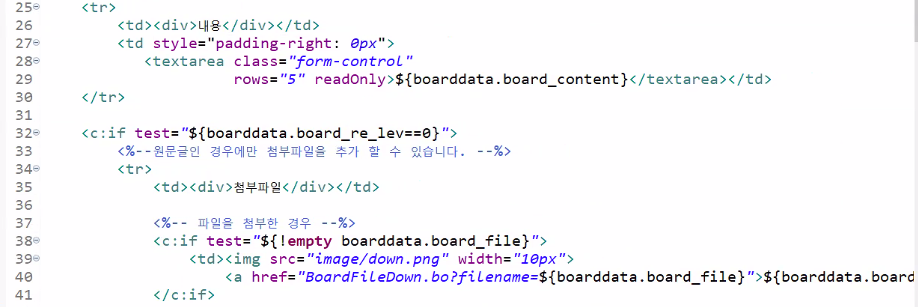 25 <tr>
26 <td><div>내용</div></td>
27 <td style="padding-right: 0px">
28 <textarea class="form-control"
29 rows="5" readOnly>${boarddata.board_content}</textarea></td>
30 </tr>
31
32 <c:if test="${boarddata.board_re_lev==0}">
33 <%--원문글인 경우에만 첨부파일을 추가 할 수 있습니다. --%>
34 <tr>
35 <td><div>첨부파일</div></td>
36
37 <%-- 파일을 첨부한 경우 --%>
38 <c:if test="${!empty boarddata.board_file}">
39 <td><img src="image/down.png" width="10px">
40 <a href="BoardFileDown.bo?filename=${boarddata.board_file}">${boarddata.board
41 </c:if>